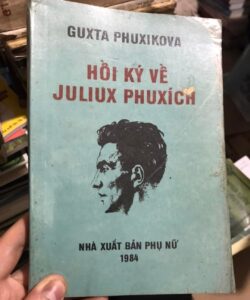 GUXTA PHUXIKOVA
HỒI KÝ VỀ
JULIUX PHUXÍCH
NHÀ XUẤT BẢN PHỤ NỮ
1984